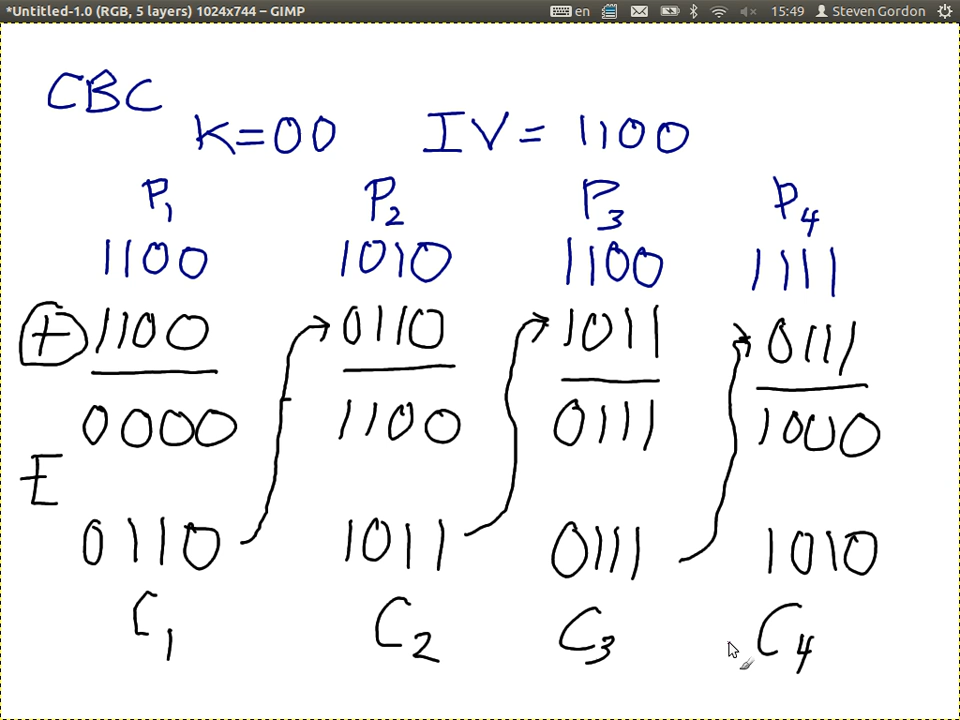 *Untitled-1.0 (RGB, 5 layers) 1024x744 – GIMP en 15:49 Steven Gordon
CBC
K=00 IV= 1100
P1 P2 P3 P4
1100 1010 1100 1111
+ 1100 0110 1011 0111
0000 1100 0111 1000
E
0110 1011 0111 1010
C1 C2 C3 C4